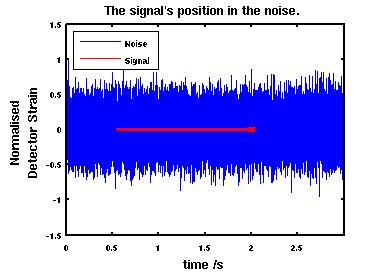 The signal's position in the noise.
1.5
Noise
Signal
1
0.5
0
-0.5
-1
-1.5
Normalised
Detector Strain
0 0.5 1 1.5 2 2.5
time /s